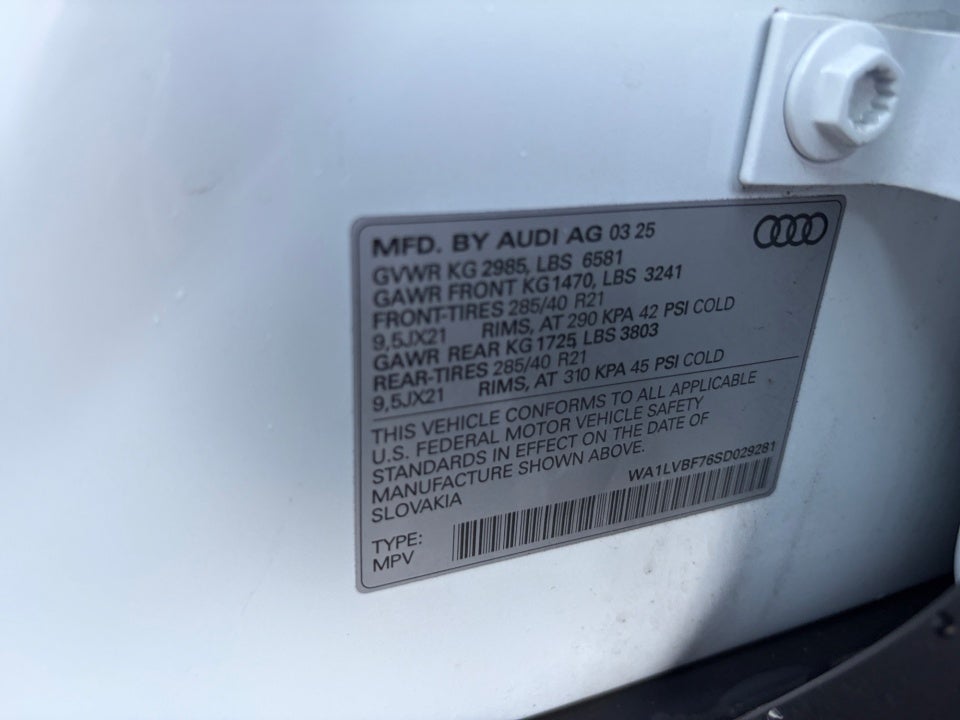 MFD. BY AUDI AG 03 25
GVWR KG 2985, LBS 6581
GAWR FRONT KG1470, LBS 3241
FRONT-TIRES 285/40 R21
9,5JX21 RIMS, AT 290 KPA 42 PSI COLD
GAWR REAR KG 1725, LBS 3803
REAR-TIRES 285/40 R21
9,5JX21 RIMS, AT 310 KPA 45 PSI COLD
THIS VEHICLE CONFORMS TO ALL APPLICABLE
U.S. FEDERAL MOTOR VEHICLE SAFETY
STANDARDS IN EFFECT ON THE DATE OF
MANUFACTURE SHOWN ABOVE.
SLOVAKIA WA1LVBF76SD029281
TYPE:
MPV